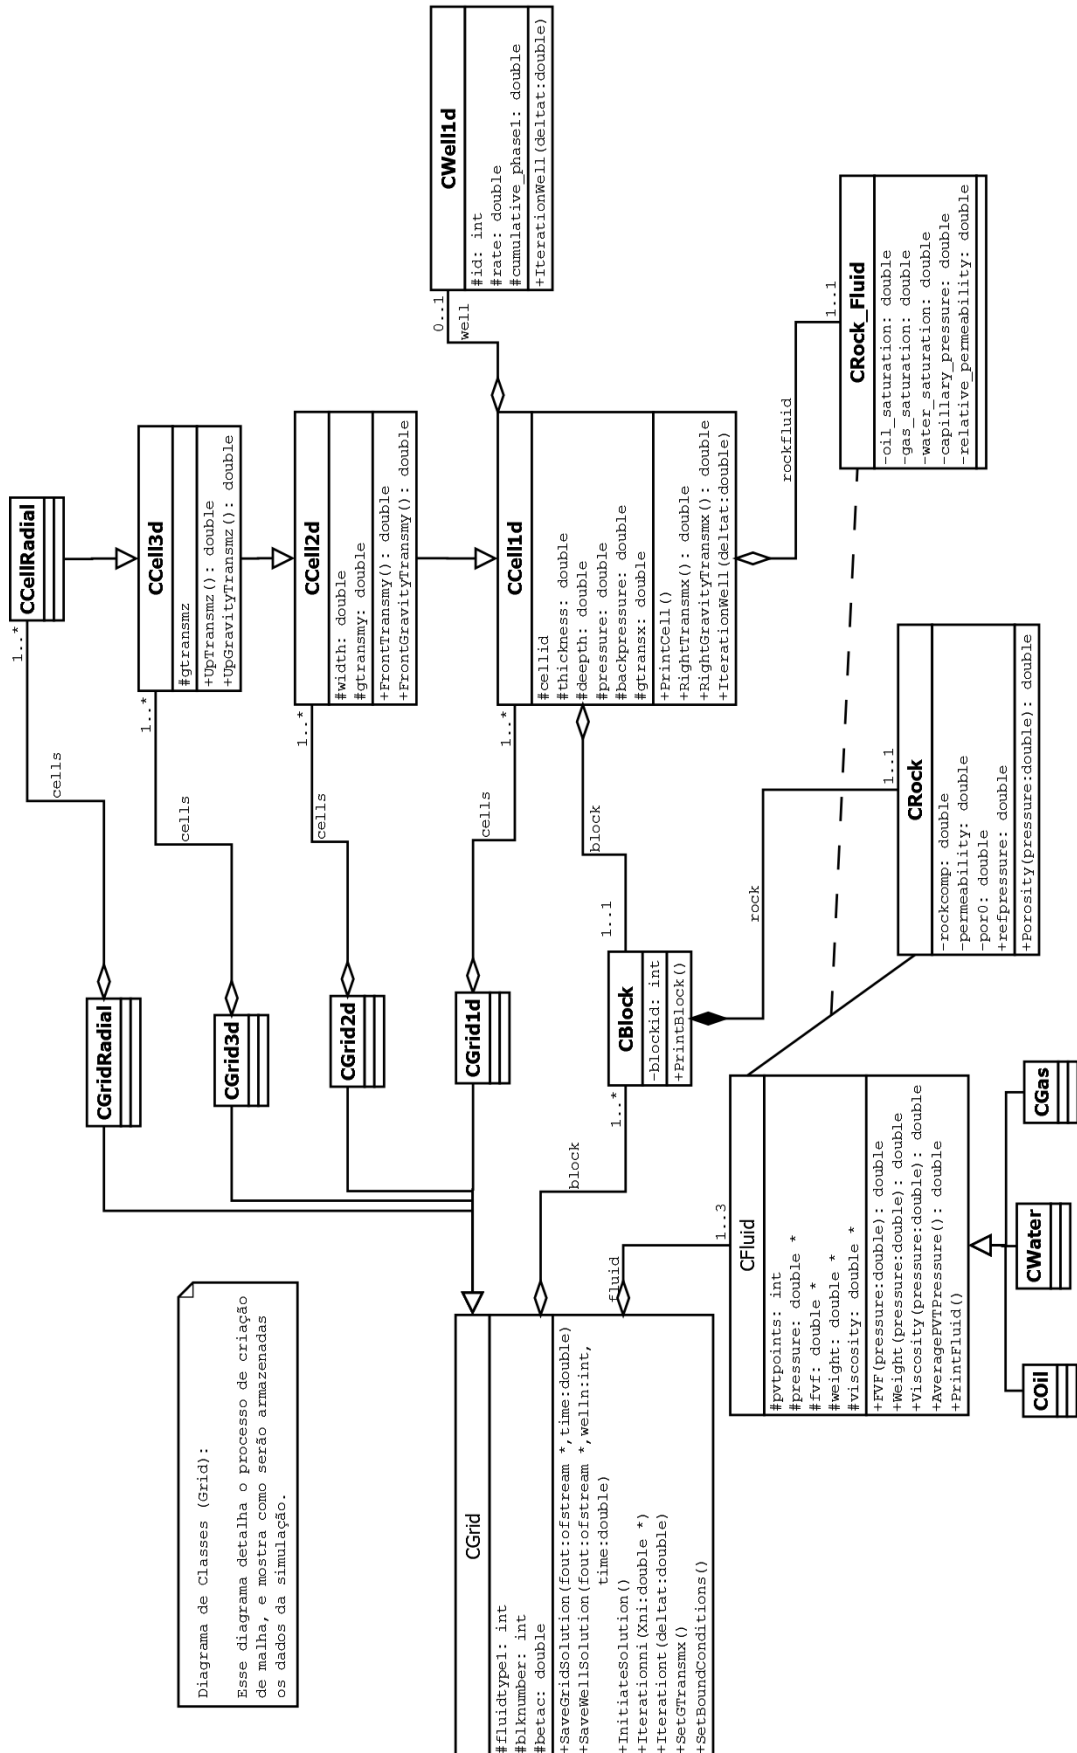 Diagrama de Classes (Grid):
Esse diagrama detalha o processo de criação
de malha, e mostra como serão armazenadas
os dados da simulação.
CGridRadial
cells
1..*
CCellRadial
CGrid3d
cells
1..*
CCell3d
#gtransmz
+UpTransmz(): double
+UpGravityTransmz(): double
CGrid2d
cells
1..*
CCell2d
#width: double
#gtransmy: double
+FrontTransmy(): double
+FrontGravityTransmy(): double
CGrid1d
cells
1..*
CCell1d
#cellid
#thickness: double
#deepth: double
#pressure: double
#backpressure: double
#gtransx: double
+PrintCell()
+RightTransmx(): double
+RightGravityTransmx(): double
+IterationWell(deltat:double)
0..1
well
CWell1d
#id: int
#rate: double
#cumulative_phase1: double
+IterationWell(deltat:double)
CGrid
#fluidtype1: int
#blknumber: int
#betac: double
+SaveGridSolution(fout:ofstream *,time:double)
+SaveWellSolution(fout:ofstream *,welln:int,
time:double)
+InitiateSolution()
+Iterationni(Xni:double *)
+Iterationt(deltat:double)
+SetGTransmx()
+SetBoundConditions()
block
1..*
CBlock
-blockid: int
+PrintBlock()
1..1
block
fluid
1..3
CFluid
#pvtpoints: int
#pressure: double *
#fvf: double *
#weight: double *
#viscosity: double *
+FVF(pressure:double): double
+Weight(pressure:double): double
+Viscosity(pressure:double): double
+AveragePVTPressure(): double
+PrintFluid()
rock
1..1
CRock
-rockcomp: double
-permeability: double
-por0: double
+refpressure: double
+Porosity(pressure:double): double
rockfluid
1..1
CRock_Fluid
-oil_saturation: double
-gas_saturation: double
-water_saturation: double
-capillary_pressure: double
-relative_permeability: double
COil
CWater
CGas